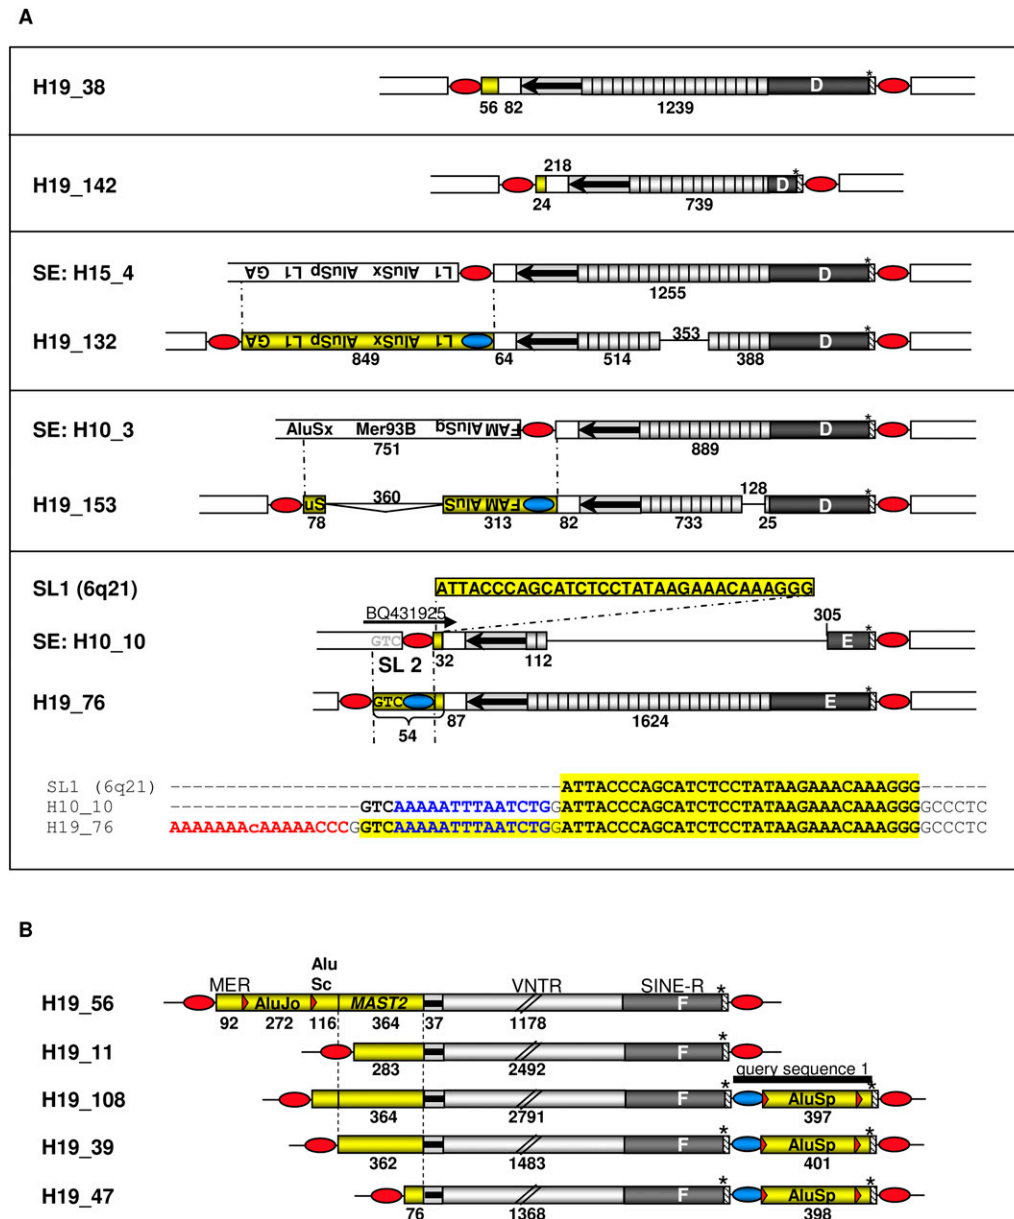 A
H19_38
D
*
56 82 1239
H19_142
218
D
*
24 739
SE: H15_4
GA L1 AluSp AluSx L1
D
*
1255
H19_132
GA L1 AluSp AluSx L1
353
D
*
849 64 514 388
SE: H10_3
AluSx Mer93B AluSq FAM
D
*
751 889
H19_153
Su
360
AluS FAM
128
D
*
78 313 82 733 25
SL1 (6q21)
ATTACCCAGCATCTCCTATAAGAAACAAAGGG
BQ431925
305
SE: H10_10
GTC
E
*
SL 2
32 112
H19_76
GTC
E
*
54
87 1624
SL1 (6q21) ---------------------------------- ATTACCCAGCATCTCCTATAAGAAACAAAGGG------
H10_10 -----------------GTCAAAAATTTAATCTGGATTACCCAGCATCTCCTATAAGAAACAAAGGGGCCCTC
H19_76 AAAAAAAcAAAAACCCGGTCAAAAATTTAATCTGGATTACCCAGCATCTCCTATAAGAAACAAAGGGGCCCTC
B
MER
Alu
Sc
VNTR SINE-R
H19_56
AluJo MAST2 F
*
92 272 116 364 37 1178
H19_11
F
*
283 2492
query sequence 1
H19_108
F
*
AluSp
*
364 2791 397
H19_39
F
*
AluSp
*
362 1483 401
H19_47
F
*
AluSp
*
76 1368 398